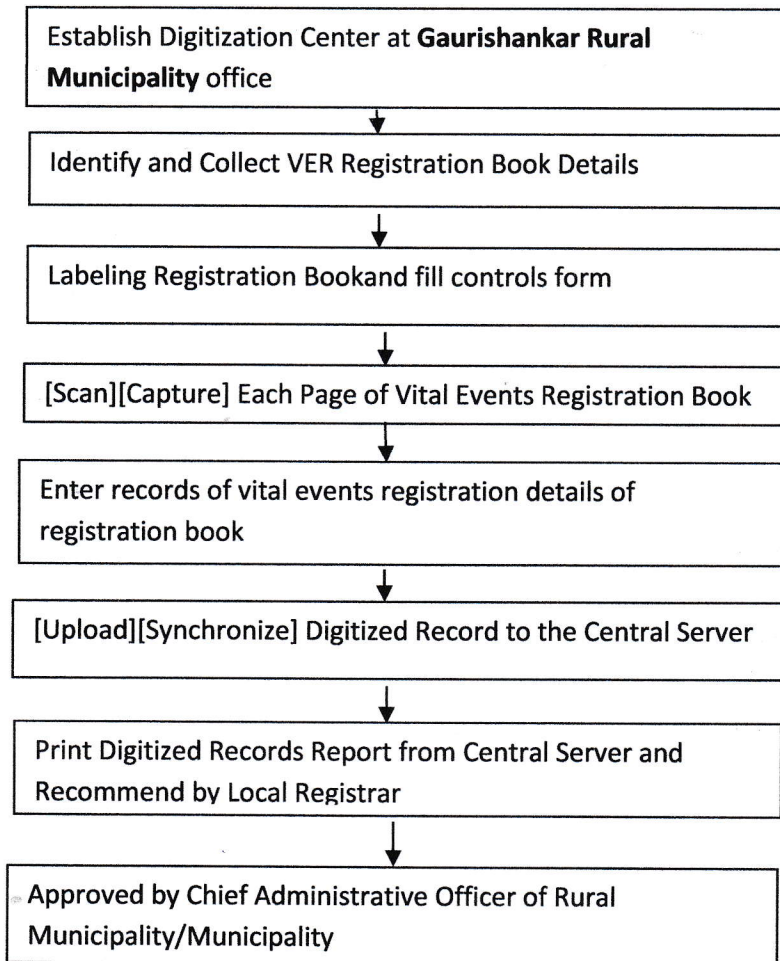 Establish Digitization Center at Gaurishankar Rural
Municipality office
Identify and Collect VER Registration Book Details
Labeling Registration Bookand fill controls form
[Scan][Capture] Each Page of Vital Events Registration Book
Enter records of vital events registration details of
registration book
[Upload][Synchronize] Digitized Record to the Central Server
Print Digitized Records Report from Central Server and
Recommend by Local Registrar
Approved by Chief Administrative Officer of Rural
Municipality/Municipality